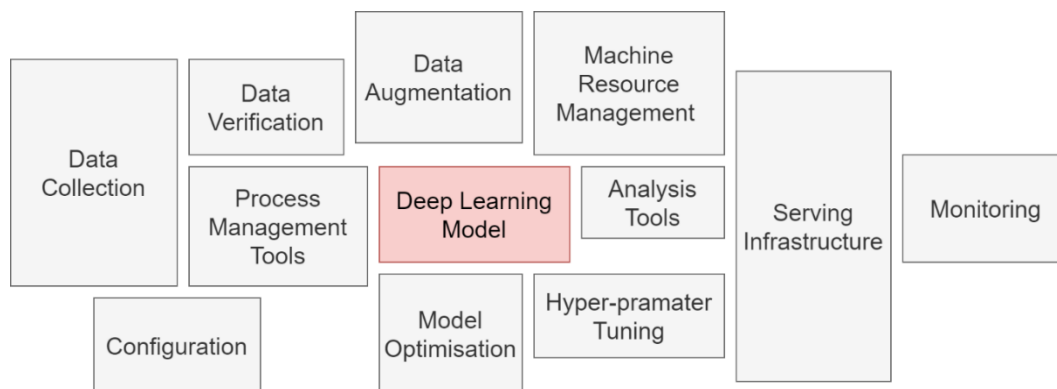 Data
Collection
Data
Verification
Data
Augmentation
Machine
Resource
Management
Process
Management
Tools
Deep Learning
Model
Analysis
Tools
Serving
Infrastructure
Monitoring
Configuration
Model
Optimisation
Hyper-pramater
Tuning